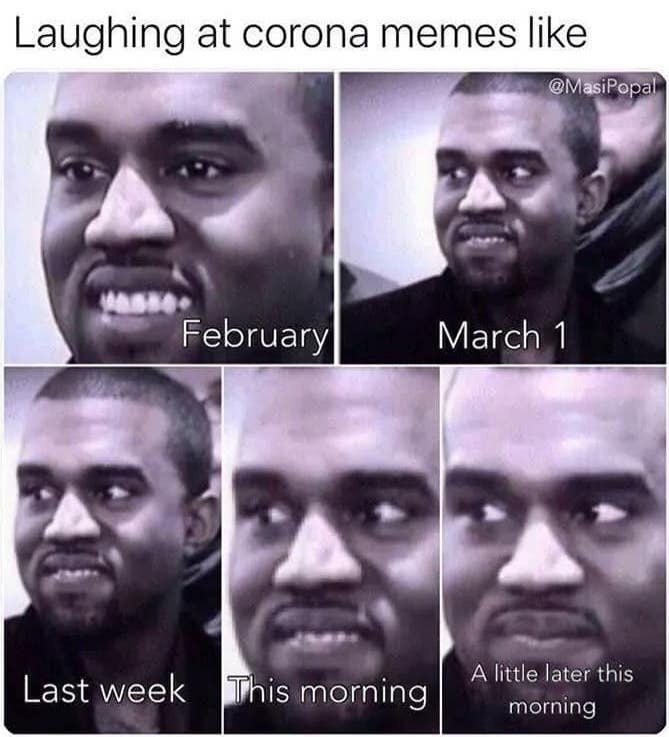 Laughing at corona memes like
@MasiPopal
February
March 1
Last week
This morning
A little later this
morning